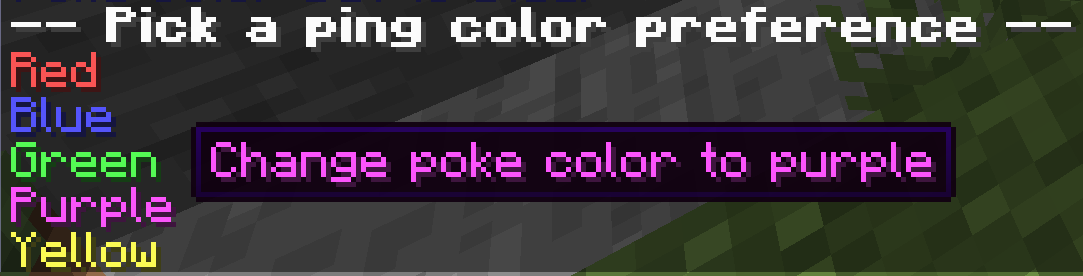 -- Pick a ping color preference --
Red
Blue
Green
Change poke color to purple
Purple
Yellow